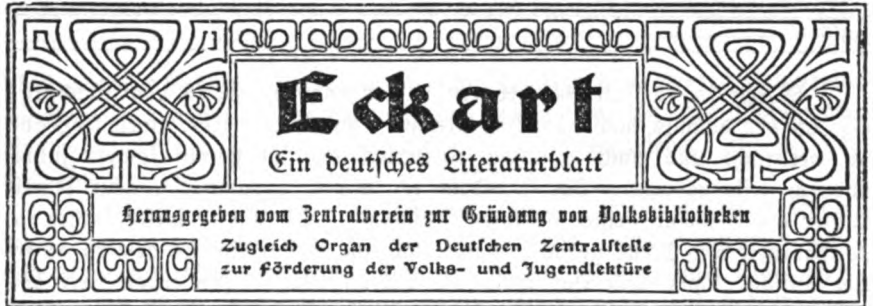 Eckart
Ein deutſches Literaturblatt
Herausgegeben vom Zentralverein zur Gründung von Volksbibliotheken
Zugleich Organ der Deutſchen Zentralſtelle
zur Förderung der Volks- und Jugendlektüre